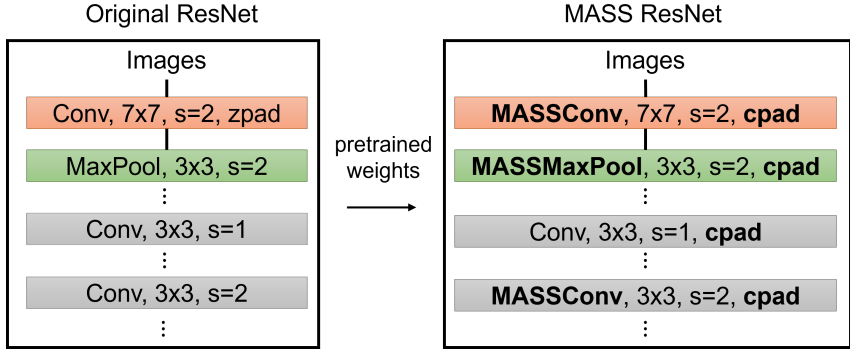 Original ResNet
Images
Conv, 7x7, s=2, zpad
MaxPool, 3x3, s=2
Conv, 3x3, s=1
Conv, 3x3, s=2
pretrained
weights
MASS ResNet
Images
MASSConv, 7x7, s=2, cpad
MASSMaxPool, 3x3, s=2, cpad
Conv, 3x3, s=1, cpad
MASSConv, 3x3, s=2, cpad